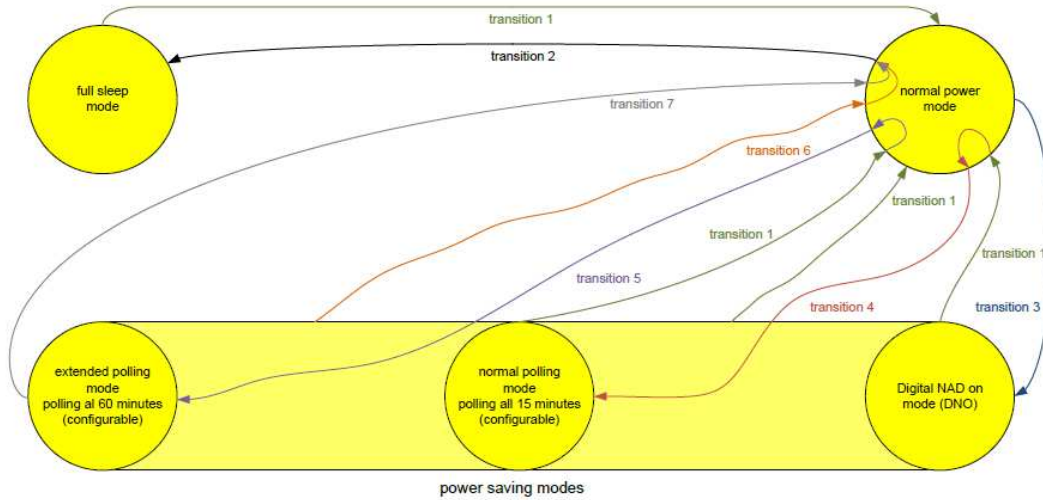 transition 1
transition 2
full sleep
mode
normal power
mode
transition 7
transition 6
transition 1
transition 1
transition 1
transition 5
transition 4
transition 3
extended polling
mode
polling al 60 minutes
(configurable)
normal polling
mode
polling all 15 minutes
(configurable)
Digital NAD on
mode (DNO)
power saving modes